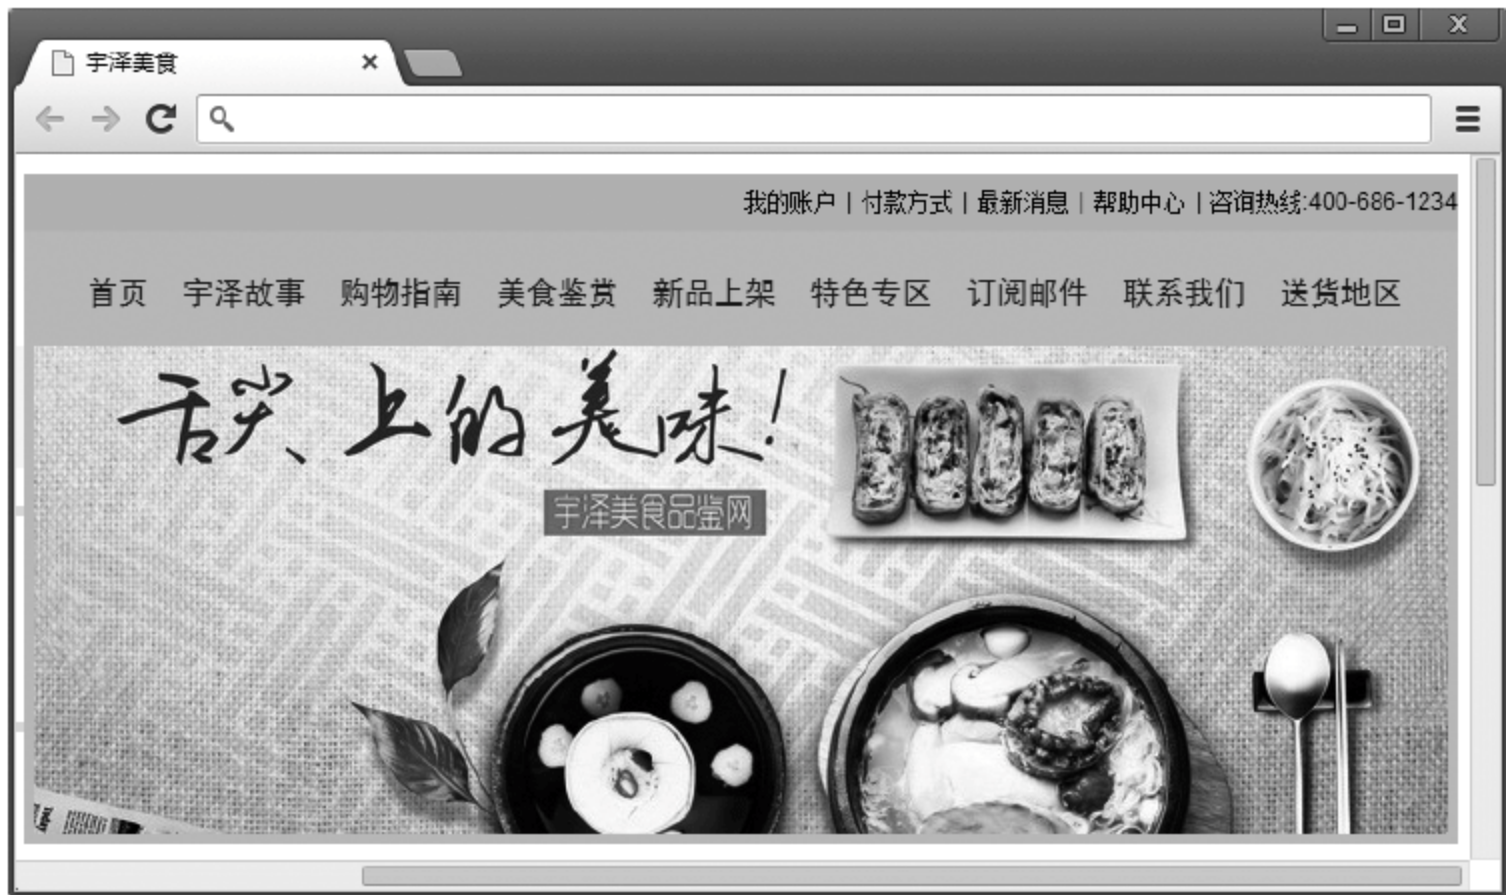 宇泽美食
我的账户 | 付款方式 | 最新消息 | 帮助中心 | 咨询热线:400-686-1234
首页 宇泽故事 购物指南 美食鉴赏 新品上架 特色专区 订阅邮件 联系我们 送货地区
舌尖上的美味!
宇泽美食品鉴网
Today